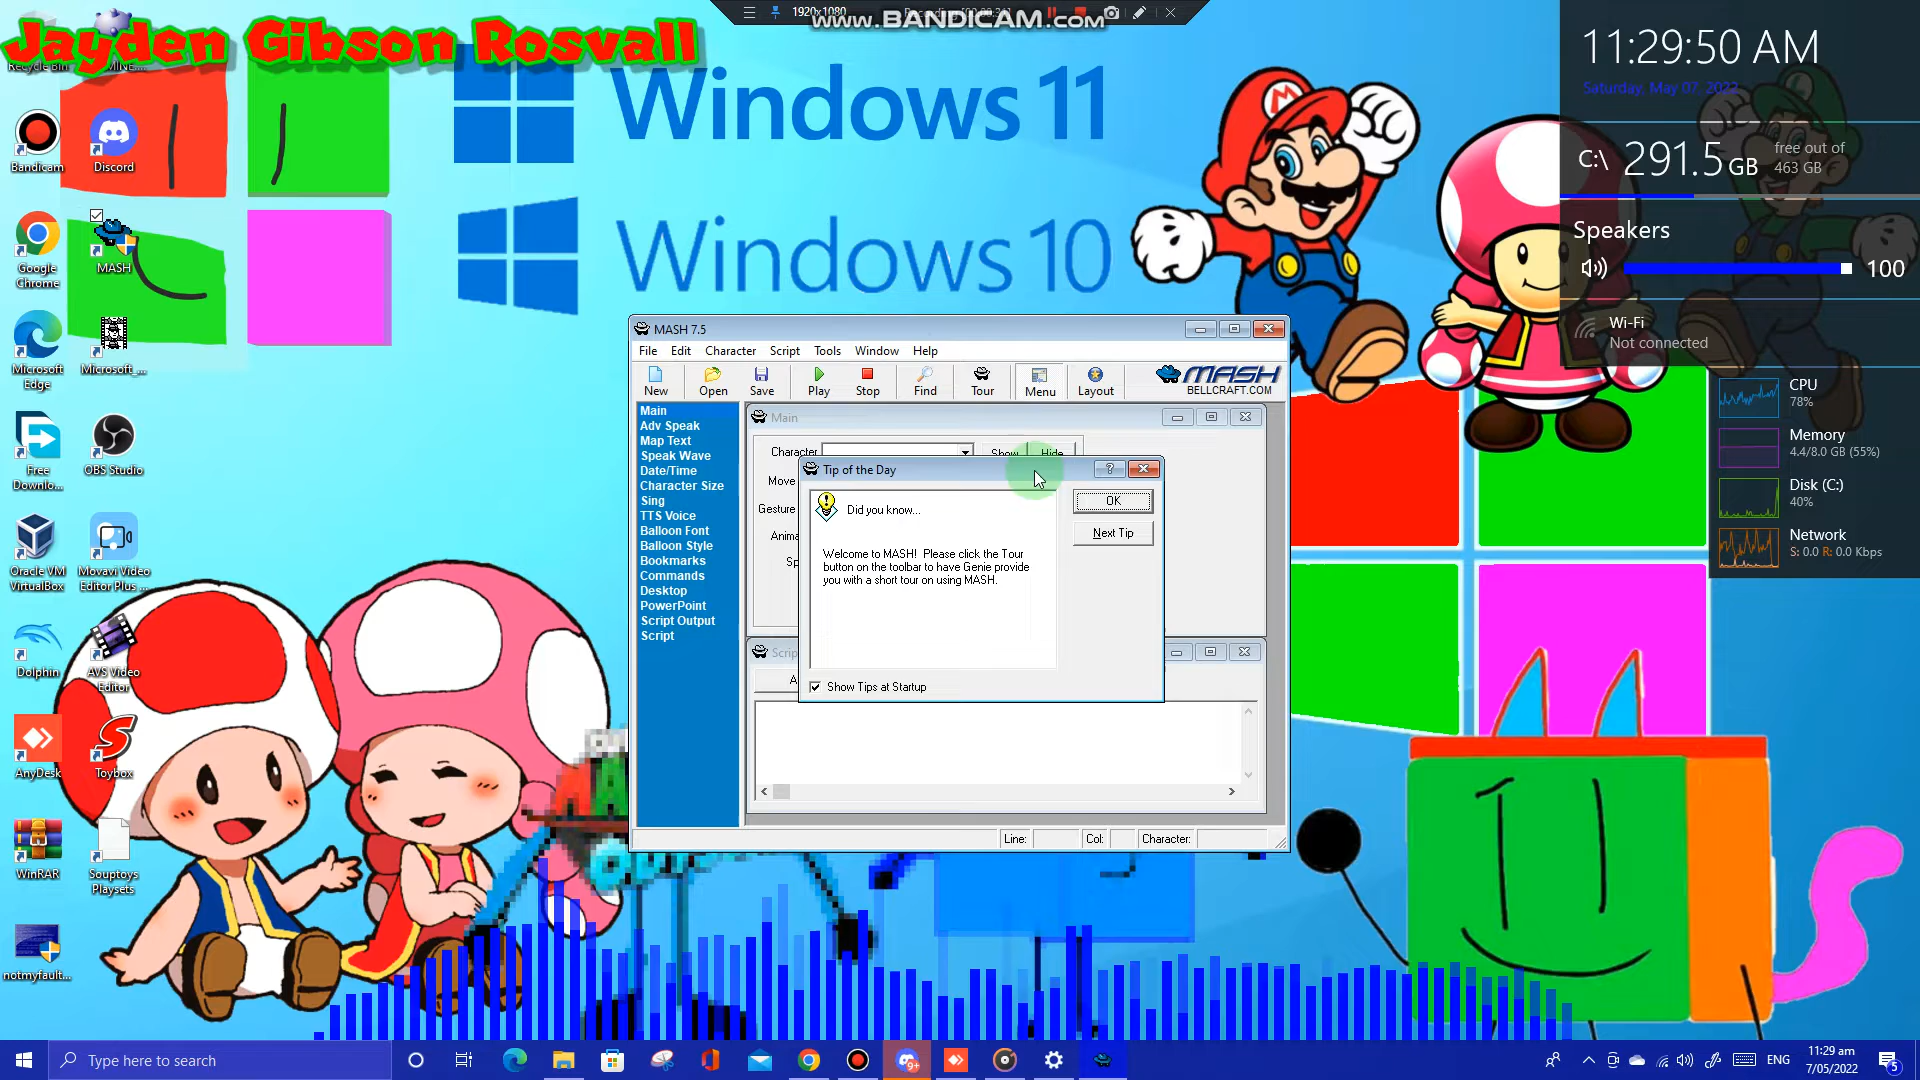 1920x1080
www.BANDICAM.com
Jayden Gibson Rosvall
Recycle Bin
Bandicam
Discord
Google Chrome
MASH
Microsoft Edge
Microsoft_...
Free Downlo...
OBS Studio
Oracle VM VirtualBox
Movavi Video Editor Plus ...
Dolphin
AVS Video Editor
AnyDesk
Toybox
WinRAR
Souptoys Playsets
notmyfault...
Windows 11
Windows 10
11:29:50 AM
Saturday, May 07, 2022
C:\ 291.5 GB
free out of
463 GB
Speakers
100
Wi-Fi
Not connected
CPU
78%
Memory
4.4/8.0 GB (55%)
Disk (C:)
40%
Network
S: 0.0 R: 0.0 Kbps
MASH 7.5
File Edit Character Script Tools Window Help
New Open Save Play Stop Find Tour Menu Layout
MASH
BELLCRAFT.COM
Main
Adv Speak
Map Text
Speak Wave
Date/Time
Character Size
Sing
TTS Voice
Balloon Font
Balloon Style
Bookmarks
Commands
Desktop
PowerPoint
Script Output
Script
Main
Character Show Hide
Move
Gesture
Tip of the Day
Did you know...
Welcome to MASH! Please click the Tour
button on the toolbar to have Genie provide
you with a short tour on using MASH.
OK
Next Tip
Show Tips at Startup
Line: Col: Character:
Type here to search
9+
ENG
11:29 am
7/05/2022
5